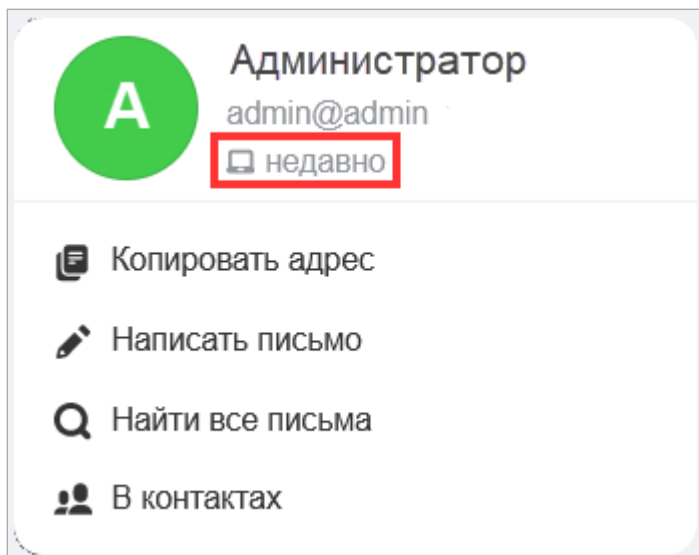 А
Администратор
admin@admin
недавно
Копировать адрес
Написать письмо
Найти все письма
В контактах